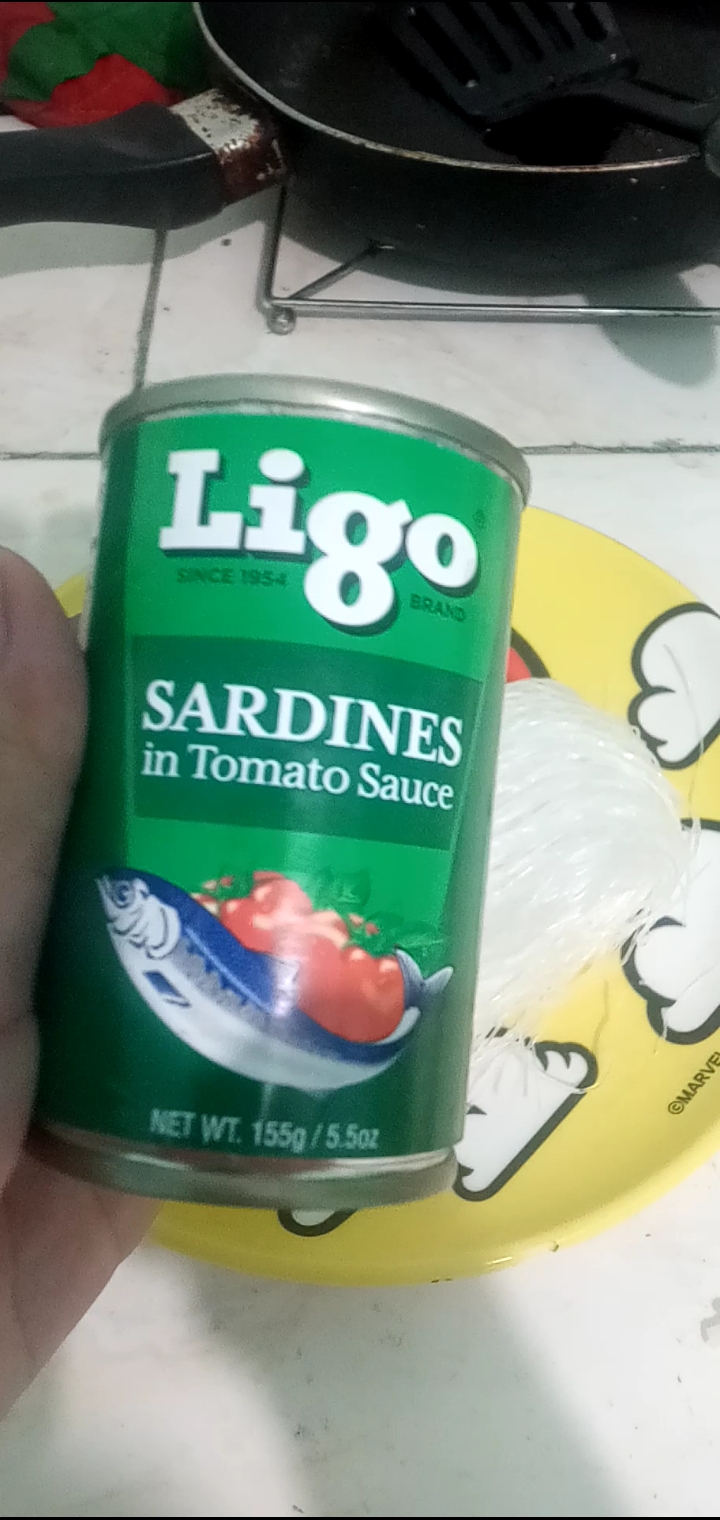 Ligo
SINCE 1954
BRAND
SARDINES
in Tomato Sauce
NET WT. 155g / 5.5oz
©MARVEL